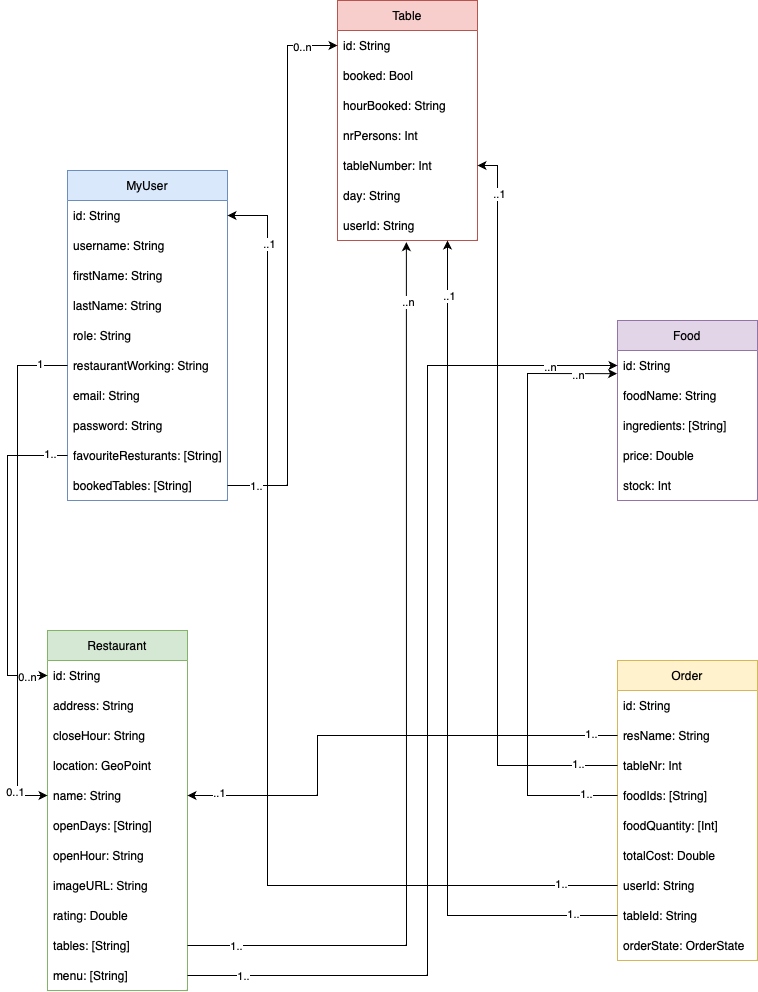 Table
id: String
booked: Bool
hourBooked: String
nrPersons: Int
tableNumber: Int
day: String
userId: String
MyUser
id: String
username: String
firstName: String
lastName: String
role: String
restaurantWorking: String
email: String
password: String
favouriteResturants: [String]
bookedTables: [String]
Food
id: String
foodName: String
ingredients: [String]
price: Double
stock: Int
Restaurant
id: String
address: String
closeHour: String
location: GeoPoint
name: String
openDays: [String]
openHour: String
imageURL: String
rating: Double
tables: [String]
menu: [String]
Order
id: String
resName: String
tableNr: Int
foodIds: [String]
foodQuantity: [Int]
totalCost: Double
userId: String
tableId: String
orderState: OrderState
0..n
..1
..1
..n
..1
1
..n
..n
1..
1..
0..n
1..
1..
0..1
..1
1..
1..
1..
1..
1..